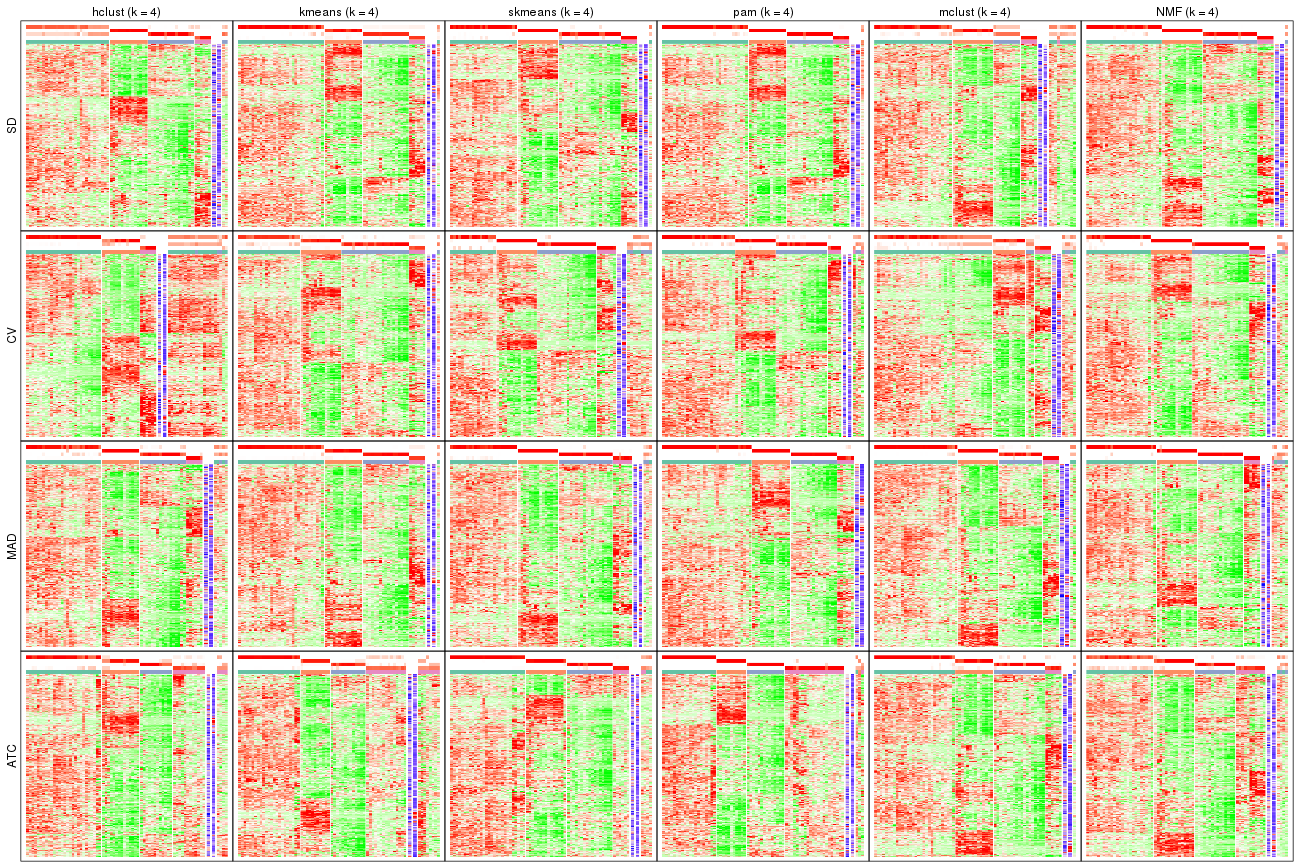 hclust (k = 4) kmeans (k = 4) skmeans (k = 4) pam (k = 4) mclust (k = 4) NMF (k = 4)
SD
CV
MAD
ATC